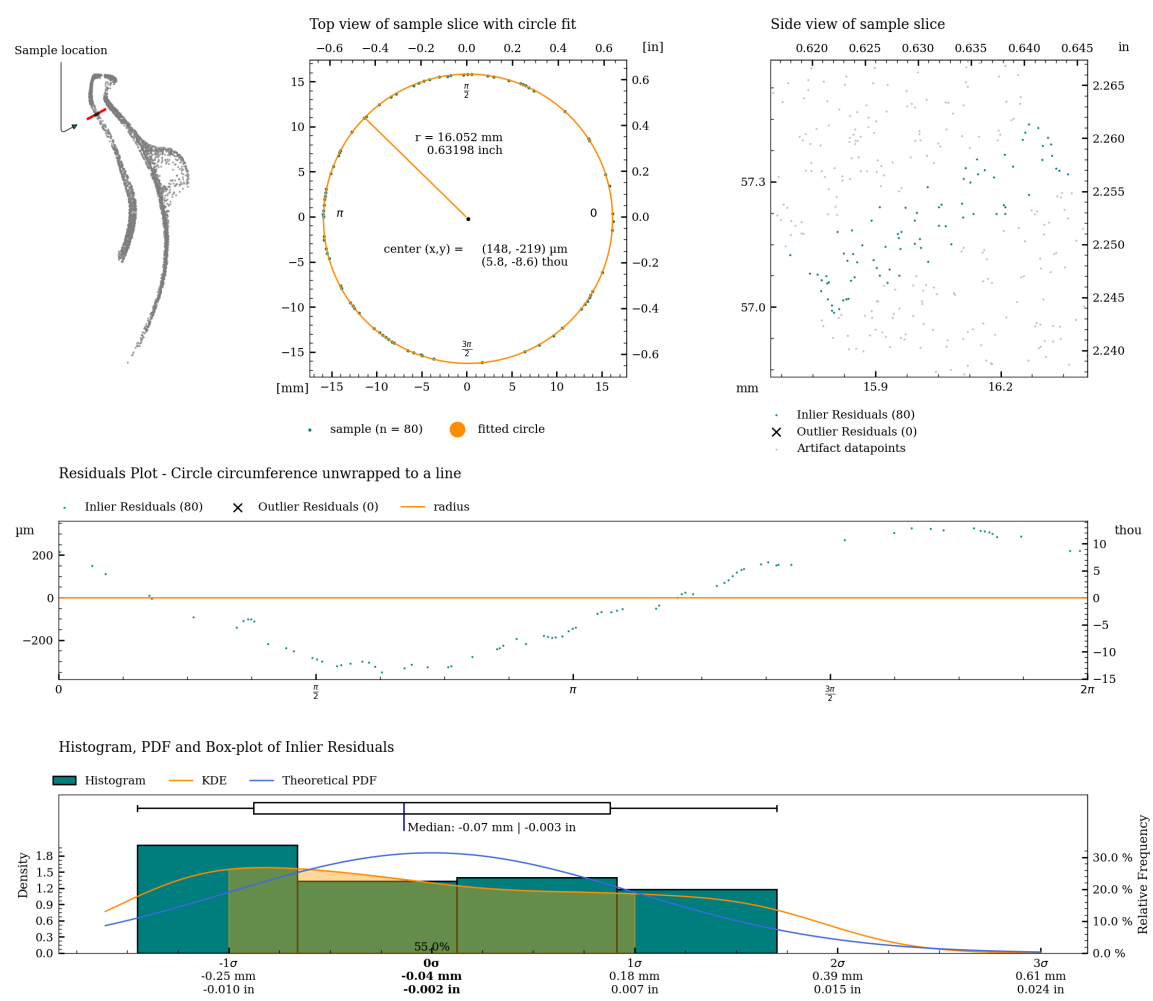 Sample location
Top view of sample slice with circle fit
−0.6 −0.4 −0.2 0.0 0.2 0.4 0.6 [in]
15 10 5 0 −5 −10 −15
0.6 0.4 0.2 0.0 −0.2 −0.4 −0.6
π/2
r = 16.052 mm
0.63198 inch
π 0
center (x,y) = (148, -219) µm
(5.8, -8.6) thou
3π/2
[mm] −15 −10 −5 0 5 10 15
sample (n = 80) fitted circle
Side view of sample slice
0.620 0.625 0.630 0.635 0.640 0.645 in
57.3 57.0
2.265 2.260 2.255 2.250 2.245 2.240
mm 15.9 16.2
Inlier Residuals (80)
Outlier Residuals (0)
Artifact datapoints
Residuals Plot - Circle circumference unwrapped to a line
Inlier Residuals (80) Outlier Residuals (0) radius
µm thou
200 0 −200
10 5 0 −5 −10 −15
0 π/2 π 3π/2 2π
Histogram, PDF and Box-plot of Inlier Residuals
Histogram KDE Theoretical PDF
Median: -0.07 mm | -0.003 in
Density
1.8 1.5 1.2 0.9 0.6 0.3
30.0 % 20.0 % 10.0 % 0.0 %
Relative Frequency
55.0%
-1σ 0σ 1σ 2σ 3σ
-0.25 mm -0.04 mm 0.18 mm 0.39 mm 0.61 mm
-0.010 in -0.002 in 0.007 in 0.015 in 0.024 in